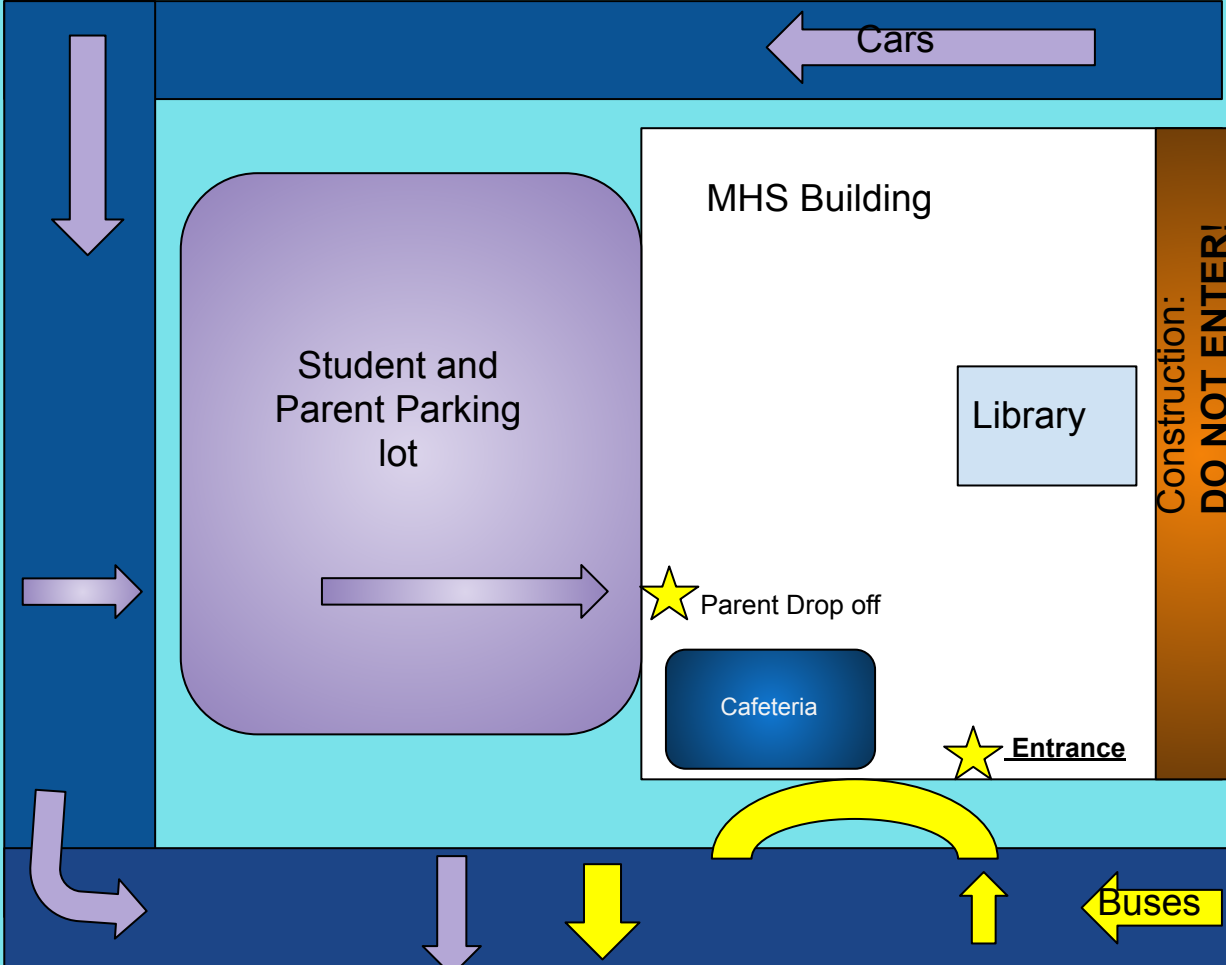 Cars
MHS Building
Student and
Parent Parking
lot
Library
Construction:
DO NOT ENTER!
Parent Drop off
Cafeteria
Entrance
Buses